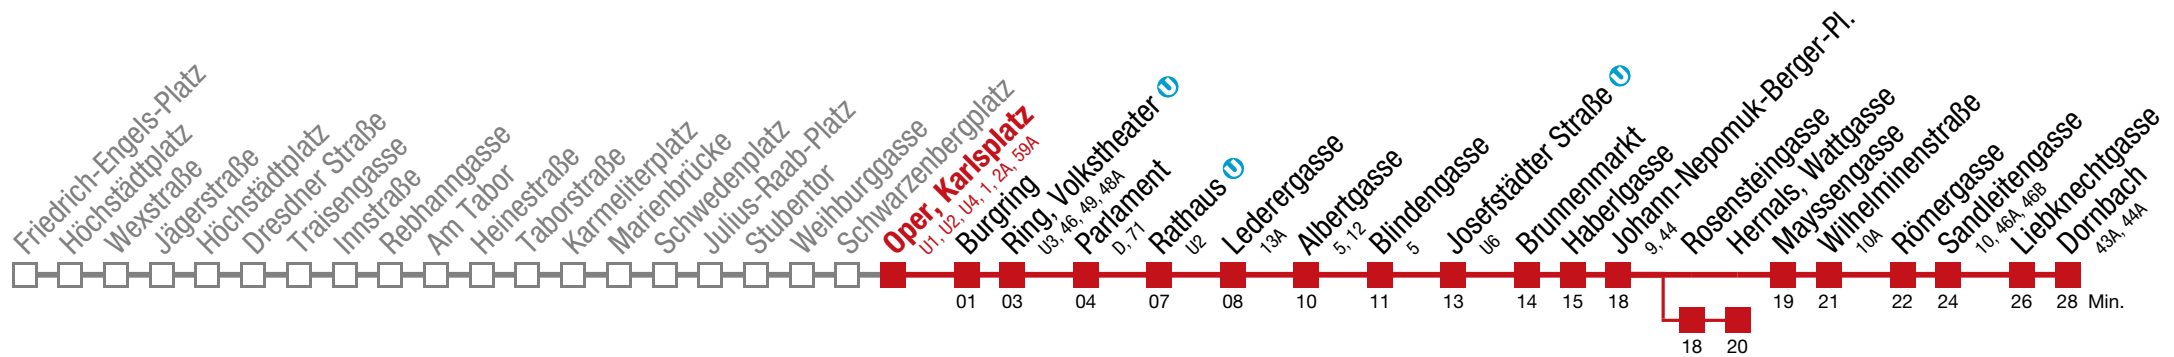 Friedrich-Engels-Platz
Höchstädtplatz
Wexstraße
Jägerstraße
Höchstädtplatz
Dresdner Straße
Traisengasse
Innstraße
Rebhanngasse
Am Tabor
Heinestraße
Taborstraße
Karmeliterplatz
Marienbrücke
Schwedenplatz
Julius-Raab-Platz
Stubentor
Weihburggasse
Schwarzenbergplatz
Oper, Karlsplatz
U1, U2, U4, 1, 2A, 59A
Burgring
Ring, Volkstheater U
U3, 46, 49, 48A
Parlament
D, 71
Rathaus U
U2
Lederergasse
13A
Albertgasse
5, 12
Blindengasse
5
Josefstädter Straße U
U6
Brunnenmarkt
Haberlgasse
Johann-Nepomuk-Berger-Pl.
9, 44
Rosensteingasse
Hernals, Wattgasse
Mayssengasse
Wilhelminenstraße
10A
Römergasse
Sandleitengasse
10, 46A, 46B
Liebknechtgasse
Dornbach
43A, 44A
01 03 04 07 08 10 11 13 14 15 18 19 21 22 24 26 28 Min.
18 20